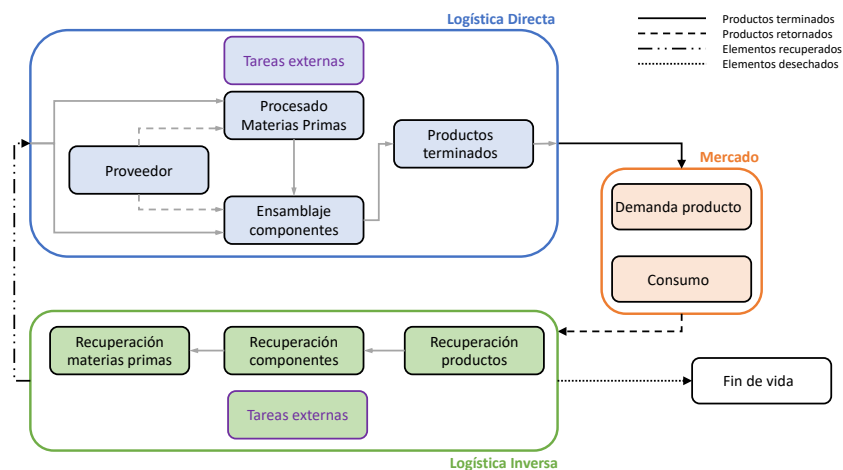 Logística Directa
Productos terminados
Productos retornados
Elementos recuperados
Elementos desechados
Tareas externas
Procesado
Materias Primas
Productos
terminados
Proveedor
Ensamblaje
componentes
Mercado
Demanda producto
Consumo
Recuperación
materias primas
Recuperación
componentes
Recuperación
productos
Tareas externas
Fin de vida
Logística Inversa